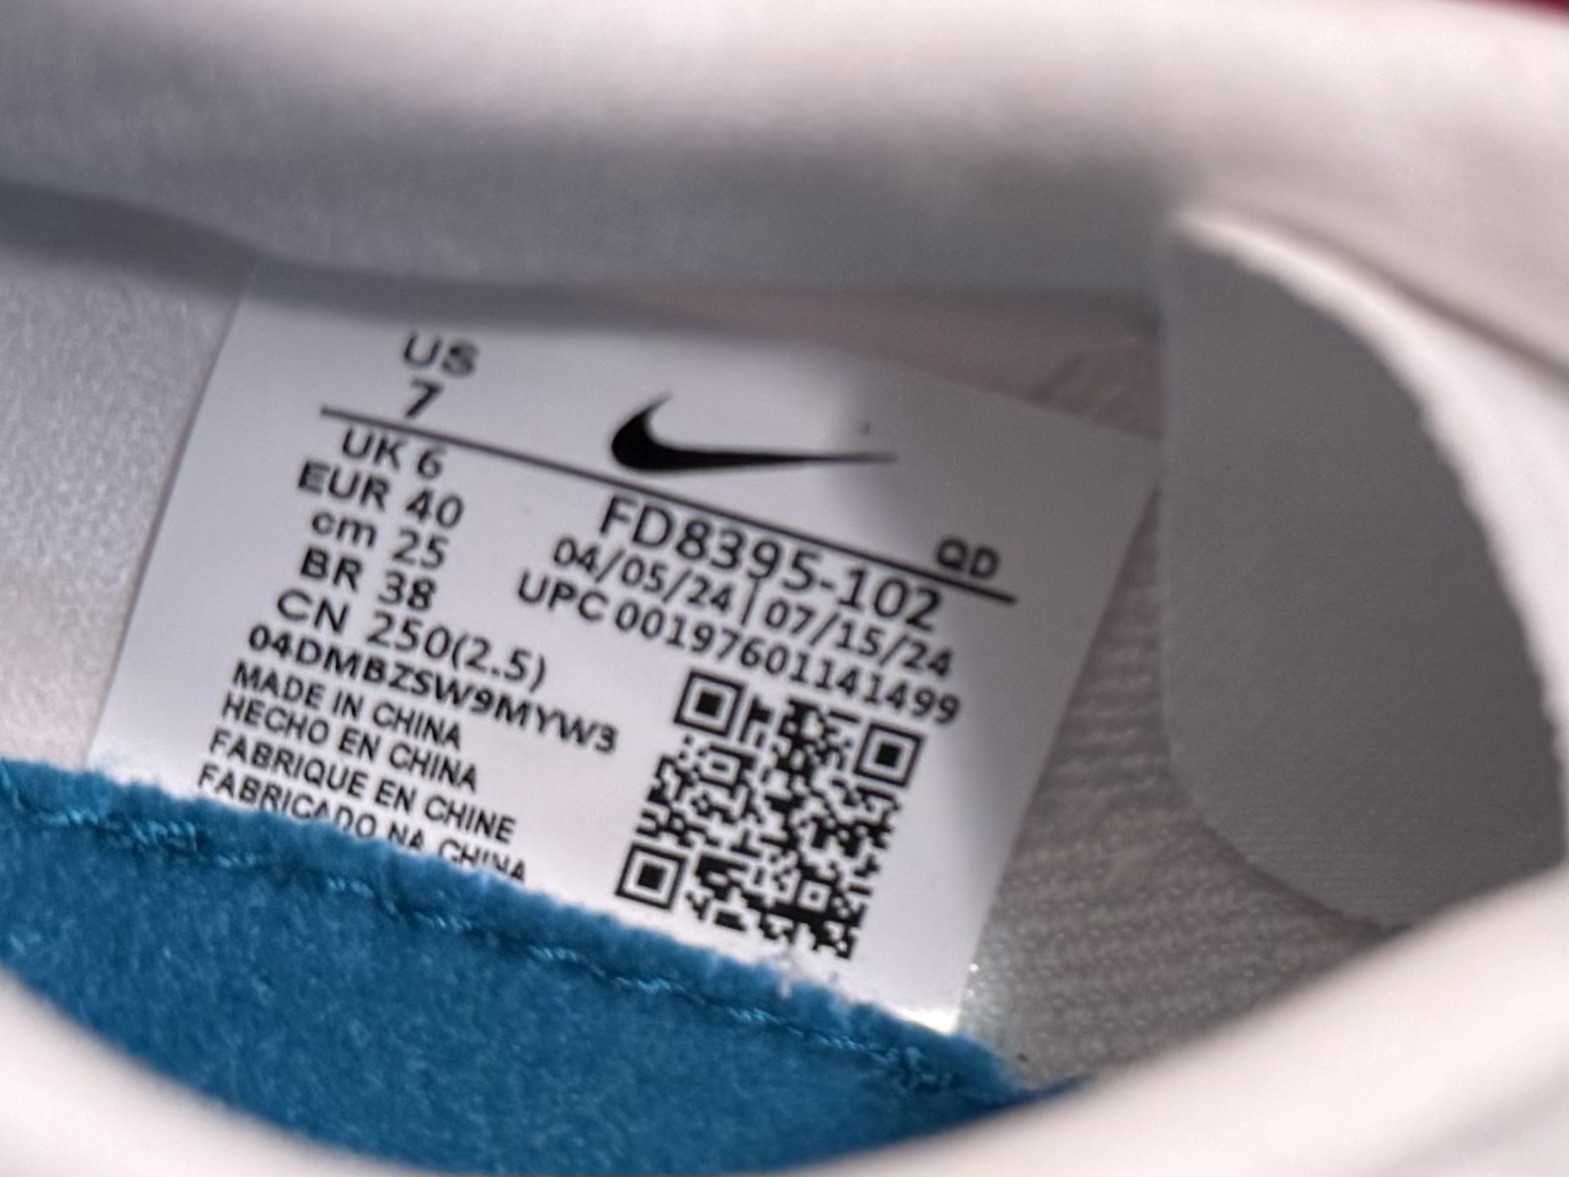 US
7
UK 6
EUR 40
cm 25
BR 38
CN 250(2.5)
04DMBZSW9MYW3
MADE IN CHINA
HECHO EN CHINA
FABRIQUE EN CHINE
FABRICADO NA CHINA
QD
FD8395-102
04/05/24 | 07/15/24
UPC 00197601141499